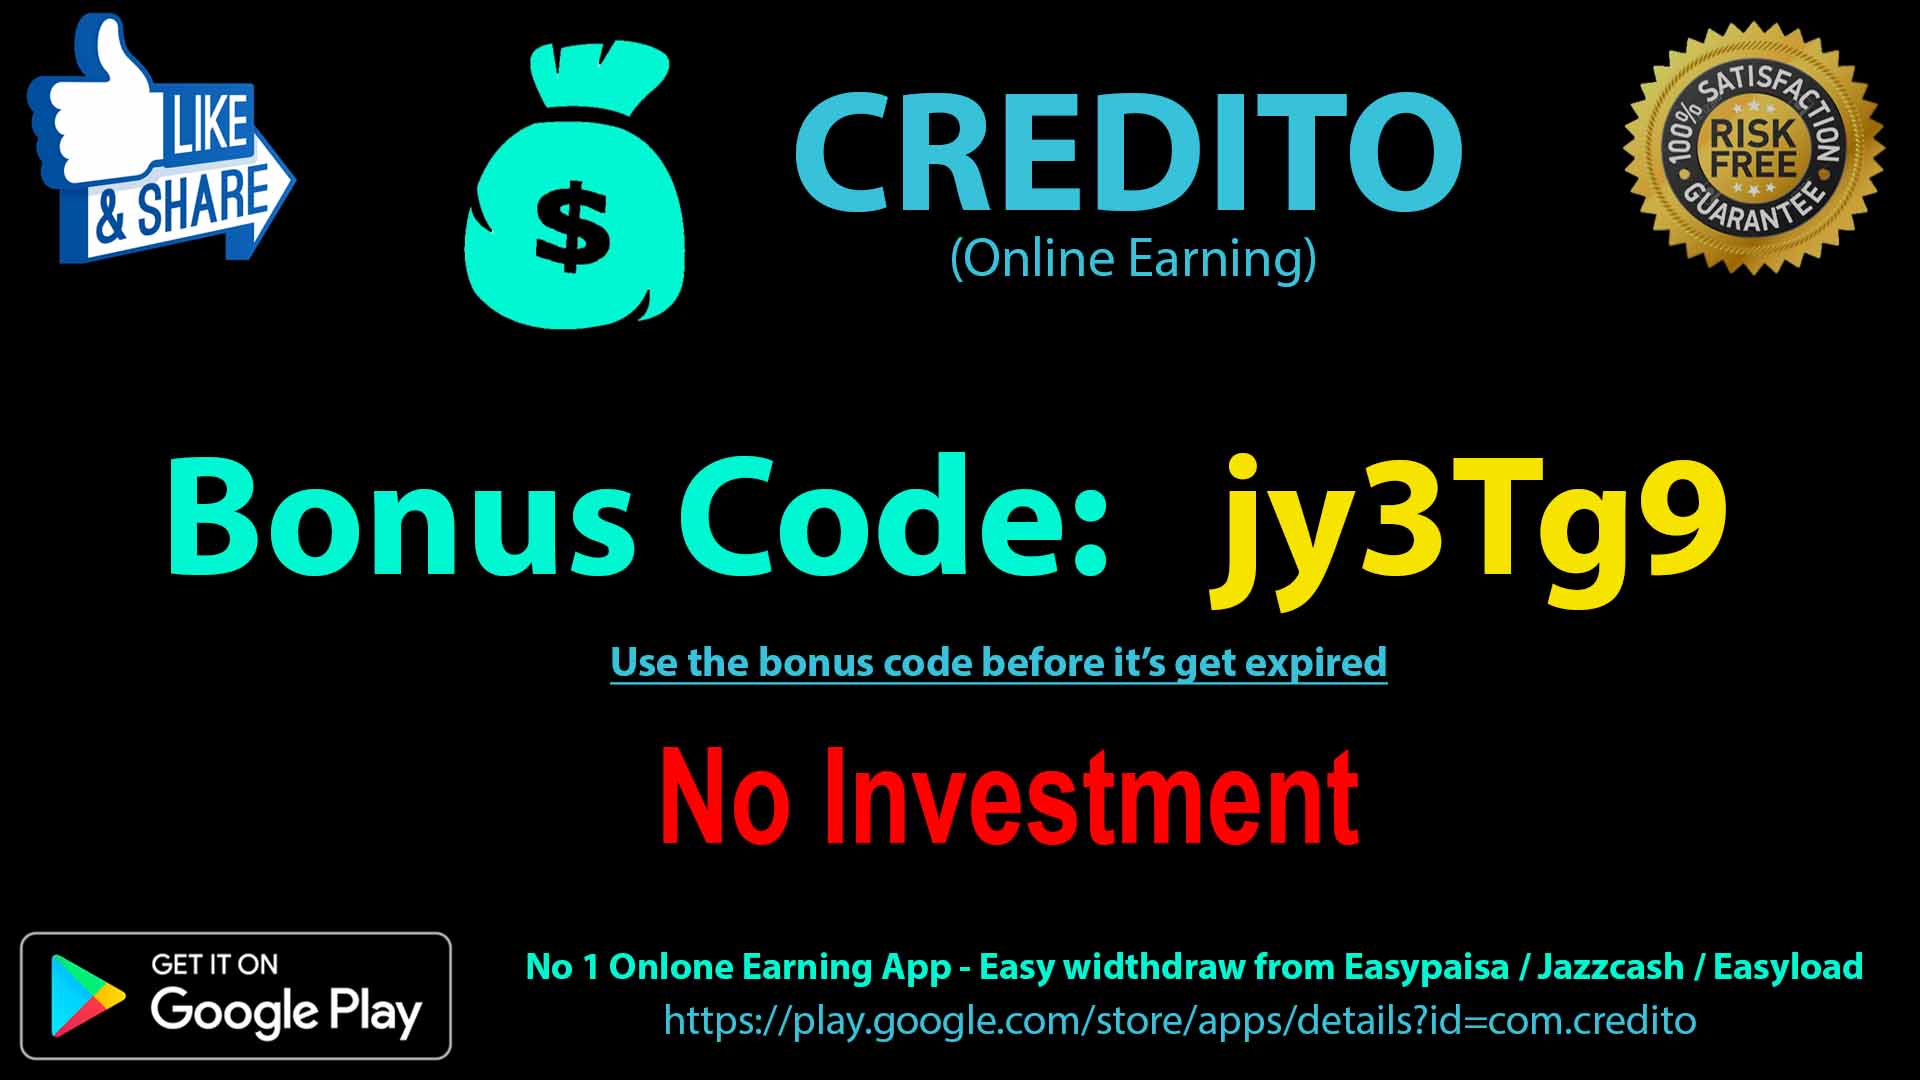 LIKE
& SHARE
$
CREDITO
(Online Earning)
100% SATISFACTION
RISK
FREE
GUARANTEE
Bonus Code: jy3Tg9
Use the bonus code before it’s get expired
No Investment
GET IT ON
Google Play
No 1 Onlone Earning App - Easy widthdraw from Easypaisa / Jazzcash / Easyload
https://play.google.com/store/apps/details?id=com.credito